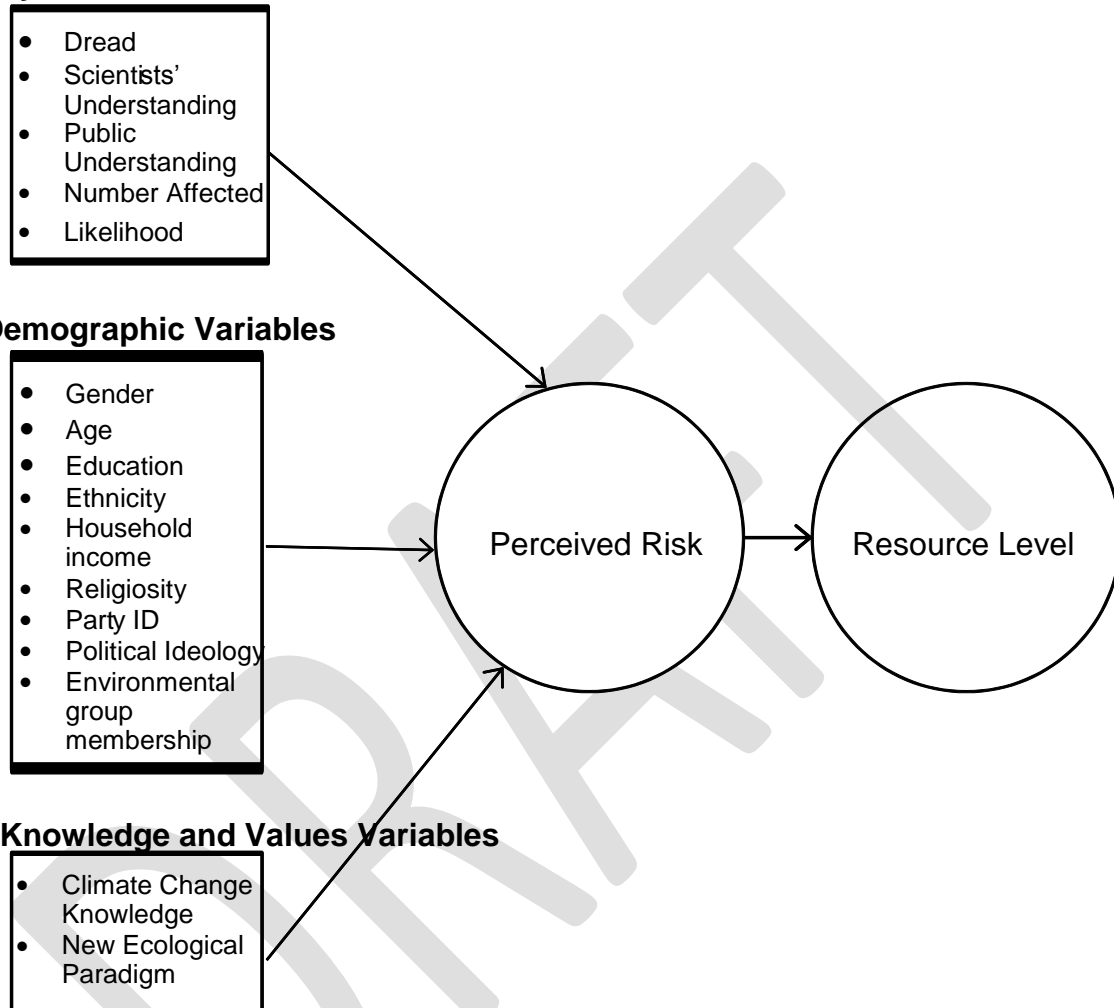 • Dread
• Scientists'
Understanding
• Public
Understanding
• Number Affected
• Likelihood
Demographic Variables
• Gender
• Age
• Education
• Ethnicity
• Household
income
• Religiosity
• Party ID
• Political Ideology
• Environmental
group
membership
Perceived Risk
Resource Level
Knowledge and Values Variables
• Climate Change
Knowledge
• New Ecological
Paradigm
DRAFT